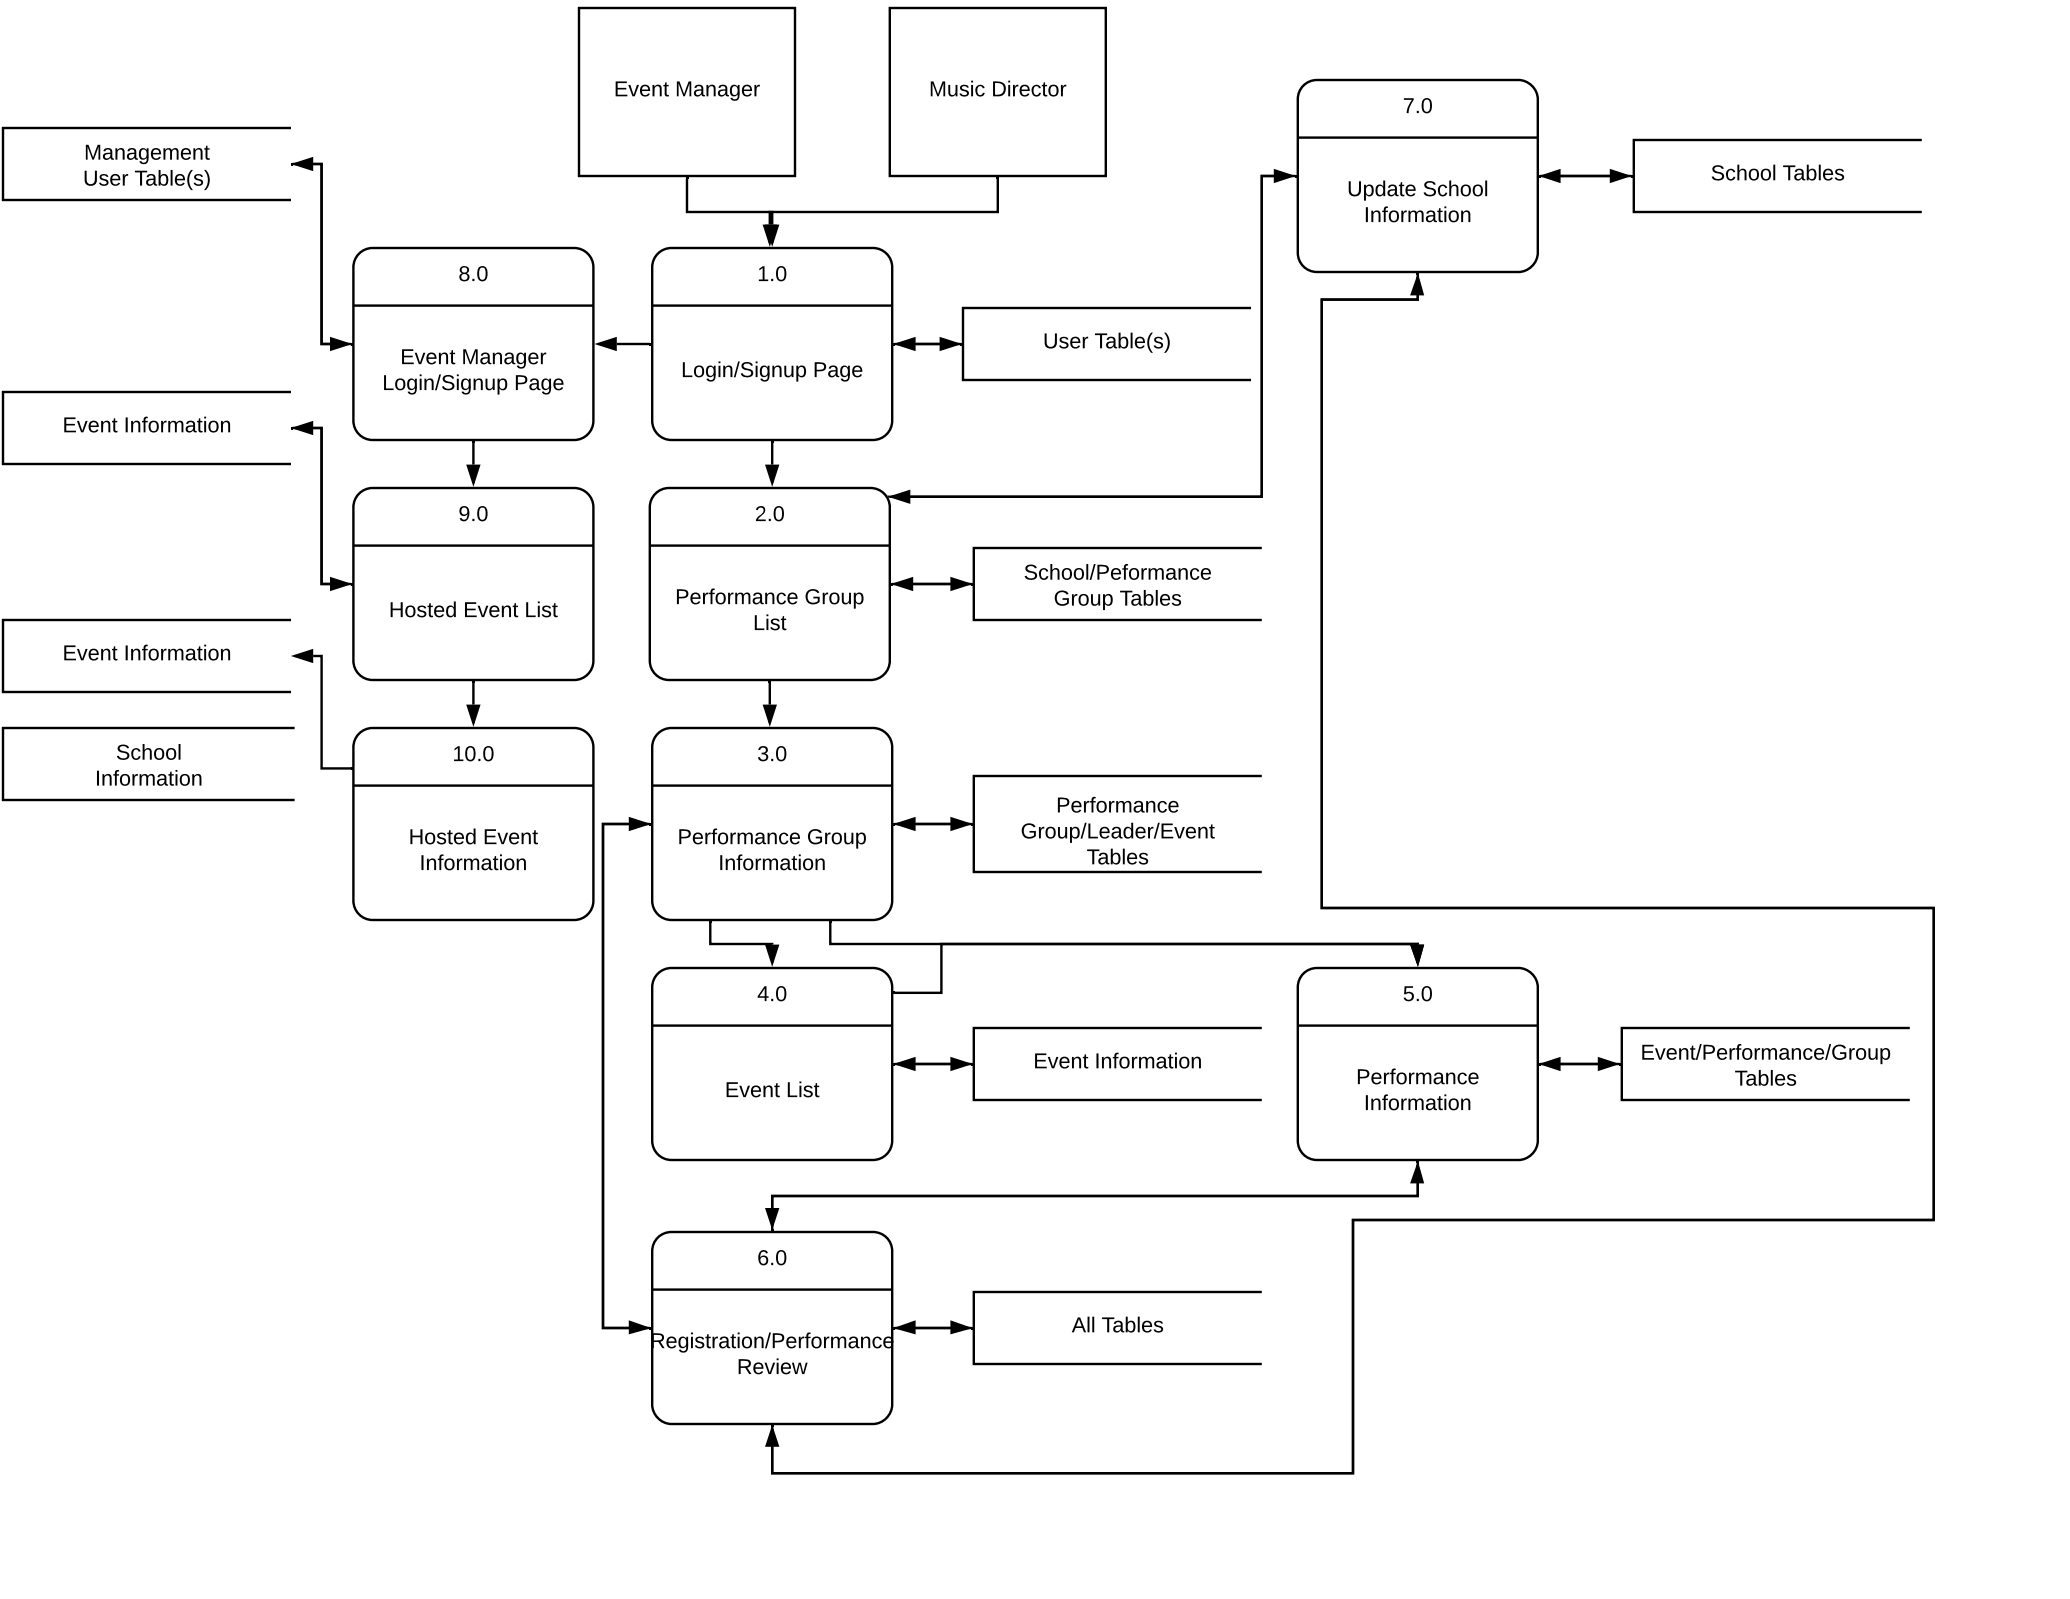 Event Manager
Music Director
7.0
Update School
Information
School Tables
Management
User Table(s)
8.0
Event Manager
Login/Signup Page
1.0
Login/Signup Page
User Table(s)
Event Information
9.0
Hosted Event List
2.0
Performance Group
List
School/Peformance
Group Tables
Event Information
School
Information
10.0
Hosted Event
Information
3.0
Performance Group
Information
Performance
Group/Leader/Event
Tables
4.0
Event List
Event Information
5.0
Performance
Information
Event/Performance/Group
Tables
6.0
Registration/Performance
Review
All Tables